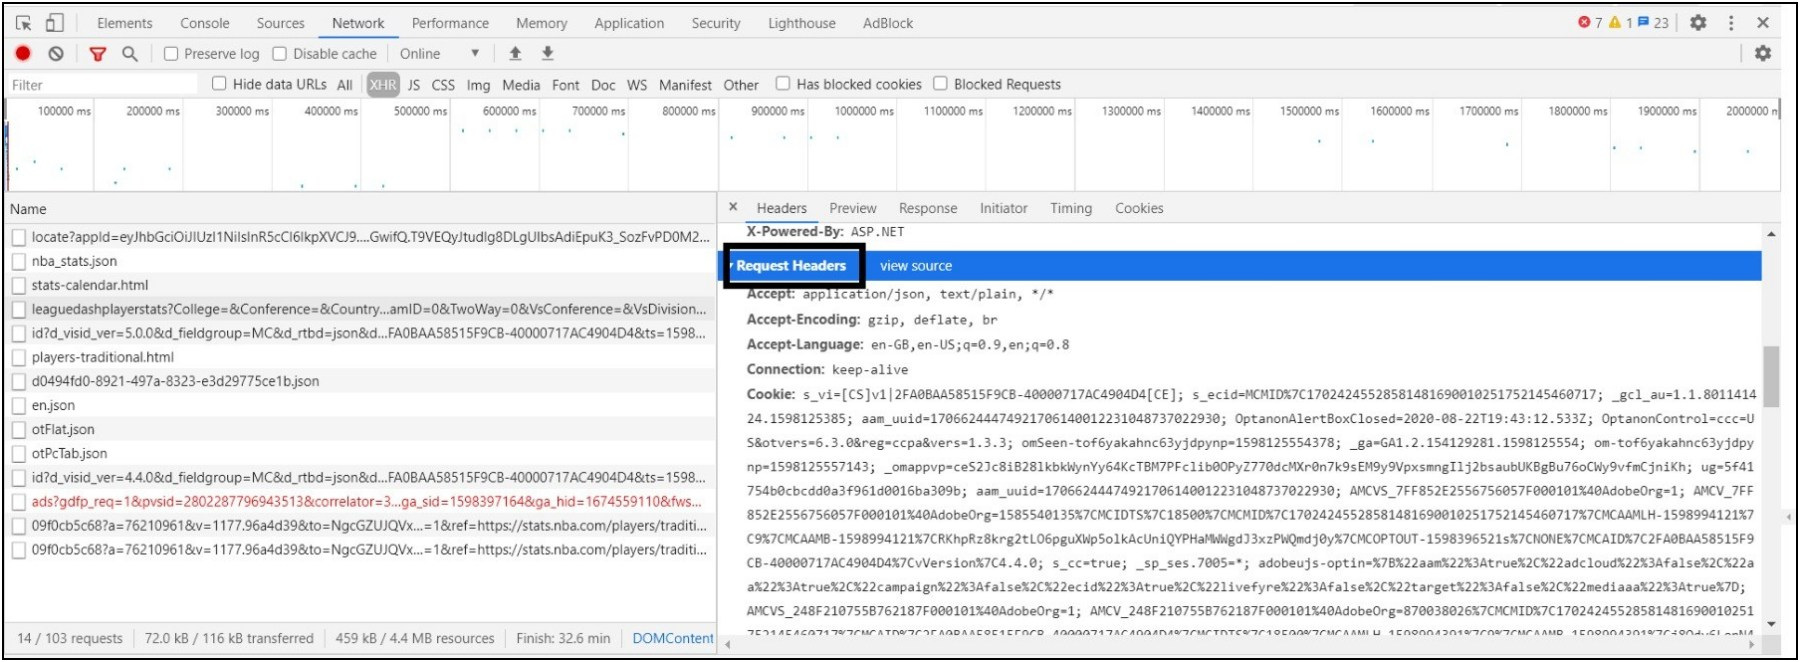 Elements Console Sources Network Performance Memory Application Security Lighthouse AdBlock 7 1 23
Preserve log Disable cache Online
Filter Hide data URLs All XHR JS CSS Img Media Font Doc WS Manifest Other Has blocked cookies Blocked Requests
100000 ms 200000 ms 300000 ms 400000 ms 500000 ms 600000 ms 700000 ms 800000 ms 900000 ms 1000000 ms 1100000 ms 1200000 ms 1300000 ms 1400000 ms 1500000 ms 1600000 ms 1700000 ms 1800000 ms 1900000 ms 2000000 n
Name
locate?appId=eyJhbGciOiJIUzI1NiIsInR5cCI6IkpXVCJ9....GwifQ.T9VEQyJtudlg8DLgUIbsAdiEpuK3_SozFvPD0M2...
nba_stats.json
stats-calendar.html
leaguedashplayerstats?College=&Conference=&Country...amID=0&TwoWay=0&VsConference=&VsDivision...
id?d_visid_ver=5.0.0&d_fieldgroup=MC&d_rtbd=json&d...FA0BAA58515F9CB-40000717AC4904D4&ts=1598...
players-traditional.html
d0494fd0-8921-497a-8323-e3d29775ce1b.json
en.json
otFlat.json
otPcTab.json
id?d_visid_ver=4.4.0&d_fieldgroup=MC&d_rtbd=json&d...FA0BAA58515F9CB-40000717AC4904D4&ts=1598...
ads?gdfp_req=1&pvsid=2802287796943513&correlator=3...ga_sid=1598397164&ga_hid=1674559110&fws...
09f0cb5c68?a=76210961&v=1177.96a4d39&to=NgcGZUJQVx...=1&ref=https://stats.nba.com/players/traditi...
09f0cb5c68?a=76210961&v=1177.96a4d39&to=NgcGZUJQVx...=1&ref=https://stats.nba.com/players/traditi...
14 / 103 requests 72.0 kB / 116 kB transferred 459 kB / 4.4 MB resources Finish: 32.6 min DOMContent
Headers Preview Response Initiator Timing Cookies
X-Powered-By: ASP.NET
Request Headers view source
Accept: application/json, text/plain, */*
Accept-Encoding: gzip, deflate, br
Accept-Language: en-GB,en-US;q=0.9,en;q=0.8
Connection: keep-alive
Cookie: s_vi=[CS]v1|2FA0BAA58515F9CB-40000717AC4904D4[CE]; s_ecid=MCMID%7C17024245528581481690010251752145460717; _gcl_au=1.1.8011414
24.1598125385; aam_uuid=17066244474921706140012231048737022930; OptanonAlertBoxClosed=2020-08-22T19:43:12.533Z; OptanonControl=ccc=U
S&otvers=6.3.0&reg=ccpa&vers=1.3.3; omSeen-tof6yakahnc63yjdpynp=1598125554378; _ga=GA1.2.154129281.1598125554; om-tof6yakahnc63yjdpy
np=1598125557143; _omappvp=ceS2Jc8iB28lkbkWynYy64KcTBM7PFclib0OPyZ770dcMXr0n7k9sEM9y9VpxsmngIlj2bsaubUKBgBu76oCWy9vfmCjniKh; ug=5f41
754b0cbcdd0a3f961d0016ba309b; aam_uuid=17066244474921706140012231048737022930; AMCVS_7FF852E2556756057F000101%40AdobeOrg=1; AMCV_7FF
852E2556756057F000101%40AdobeOrg=1585540135%7CMCIDTS%7C18500%7CMCMID%7C17024245528581481690010251752145460717%7CMCAAMLH-1598994121%7
C9%7CMCAAMB-1598994121%7CRKhpRz8krg2tLO6pguXWp5olkAcUniQYPHaMWWgdJ3xzPWQmdj0y%7CMCOPTOUT-1598396521s%7CNONE%7CMCAID%7C2FA0BAA58515F9
CB-40000717AC4904D4%7CvVersion%7C4.4.0; s_cc=true; _sp_ses.7005=*; adobeujs-optin=%7B%22aam%22%3Atrue%2C%22adcloud%22%3Afalse%2C%22a
a%22%3Atrue%2C%22campaign%22%3Afalse%2C%22ecid%22%3Atrue%2C%22livefyre%22%3Afalse%2C%22target%22%3Afalse%2C%22mediaaa%22%3Atrue%7D;
AMCVS_248F210755B762187F000101%40AdobeOrg=1; AMCV_248F210755B762187F000101%40AdobeOrg=870038026%7CMCMID%7C17024245528581481690010251